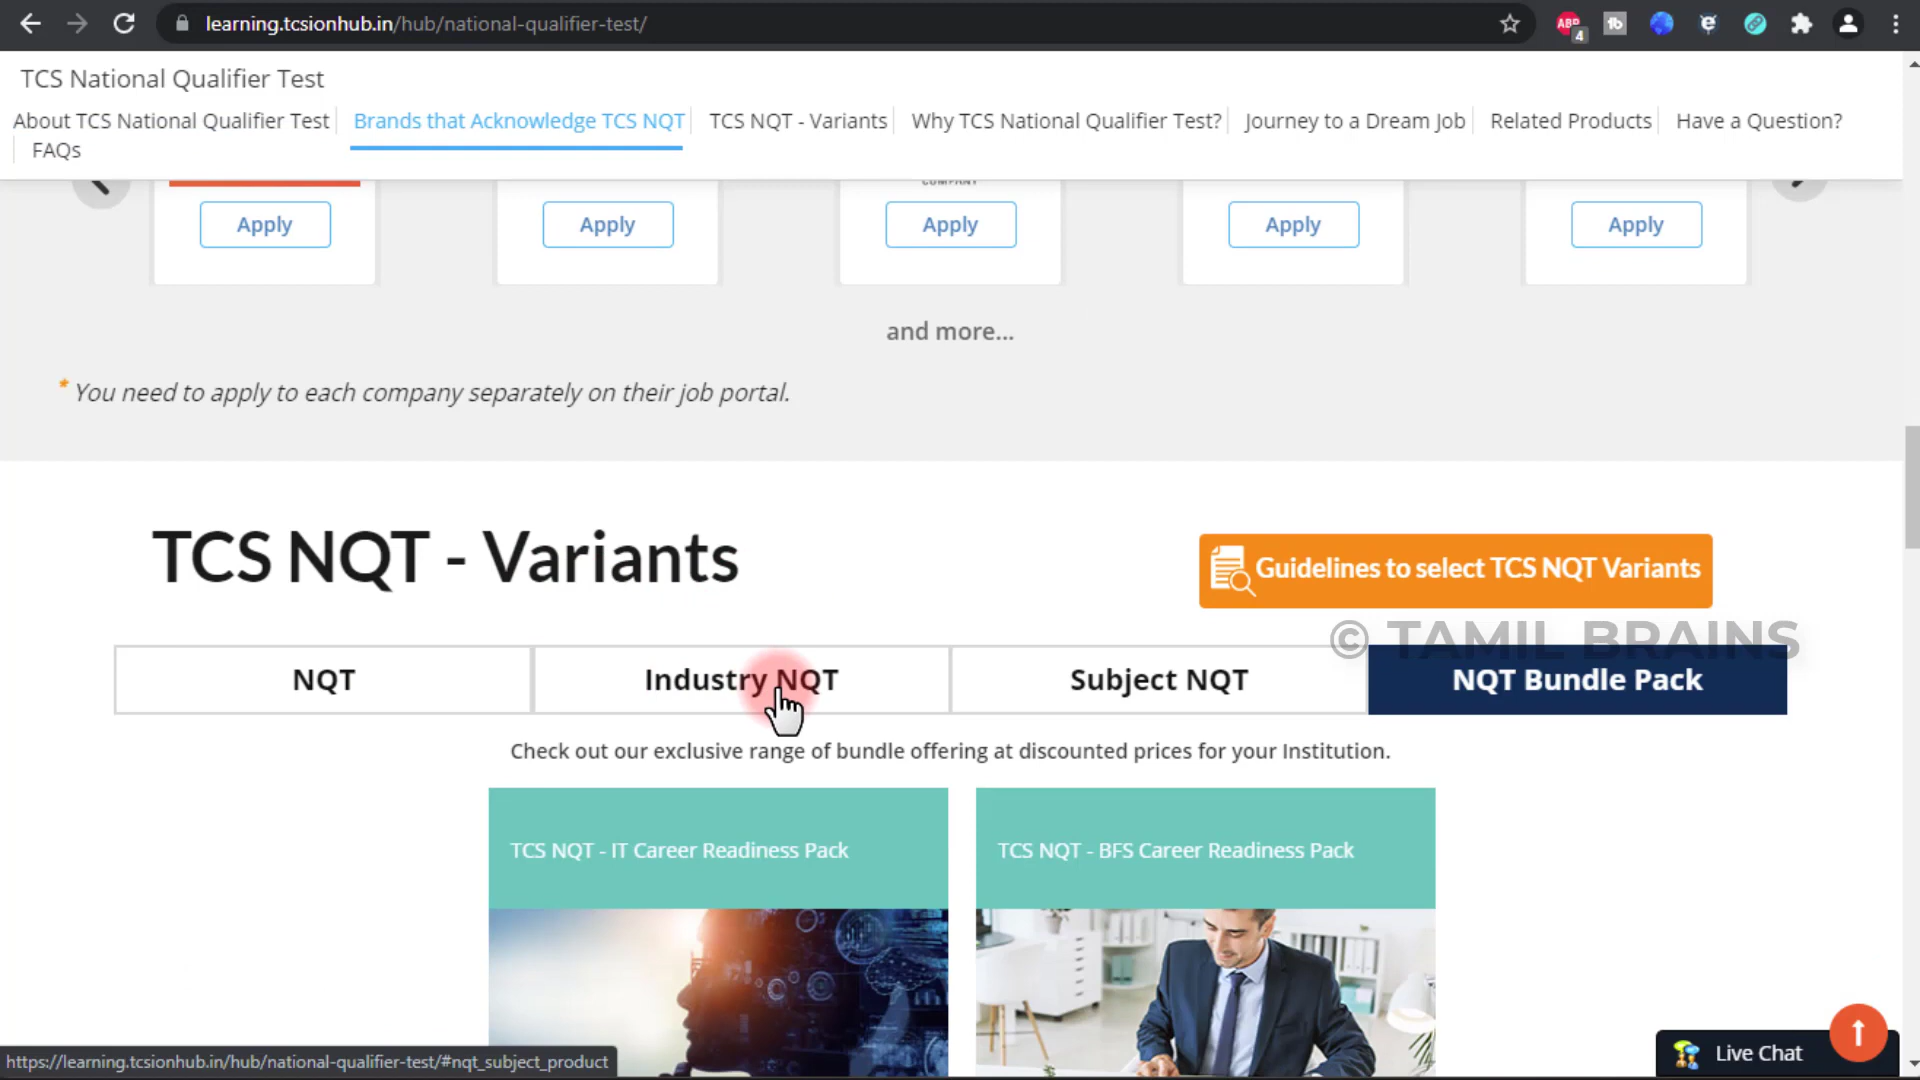 learning.tcsionhub.in/hub/national-qualifier-test/
ABP
4
tb
TCS National Qualifier Test
About TCS National Qualifier Test
Brands that Acknowledge TCS NQT
TCS NQT - Variants
Why TCS National Qualifier Test?
Journey to a Dream Job
Related Products
Have a Question?
FAQs
COMPANY
Apply
Apply
Apply
Apply
Apply
and more...
* You need to apply to each company separately on their job portal.
TCS NQT - Variants
Guidelines to select TCS NQT Variants
© TAMIL BRAINS
NQT
Industry NQT
Subject NQT
NQT Bundle Pack
Check out our exclusive range of bundle offering at discounted prices for your Institution.
TCS NQT - IT Career Readiness Pack
TCS NQT - BFS Career Readiness Pack
https://learning.tcsionhub.in/hub/national-qualifier-test/#nqt_subject_product
Live Chat